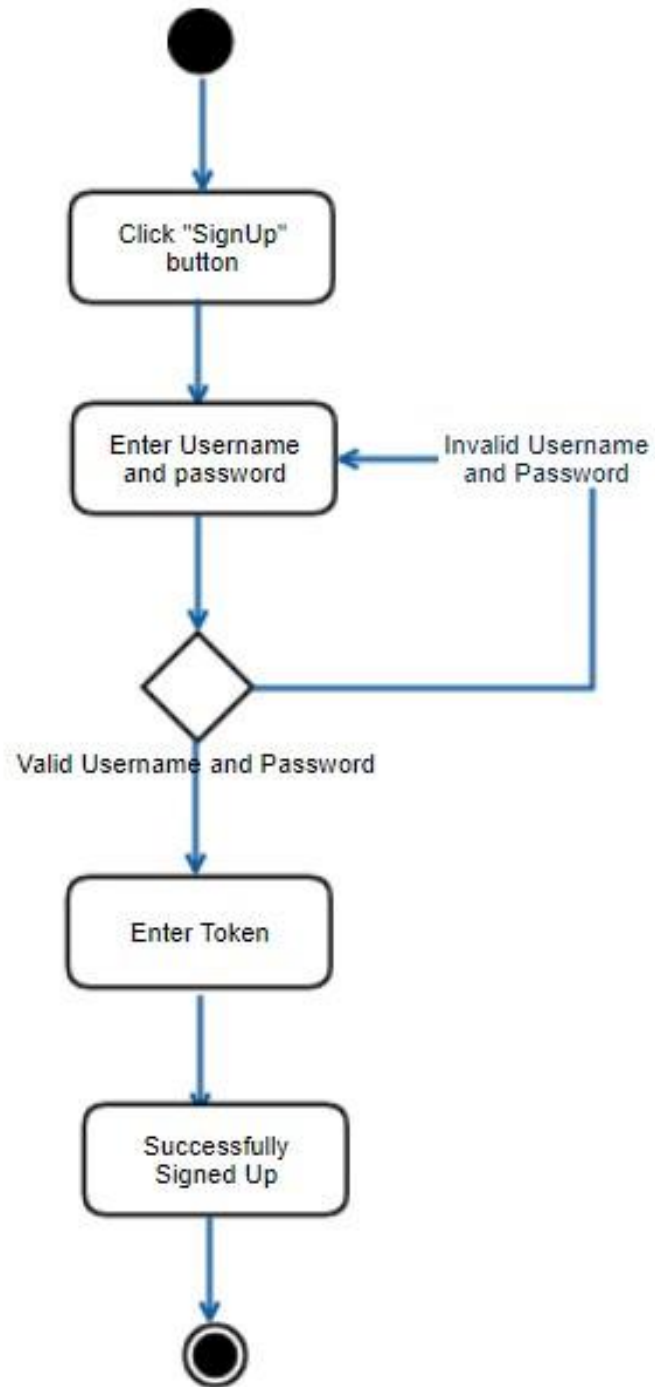 Click "SignUp"
button
Enter Username
and password
Invalid Username
and Password
Valid Username and Password
Enter Token
Successfully
Signed Up